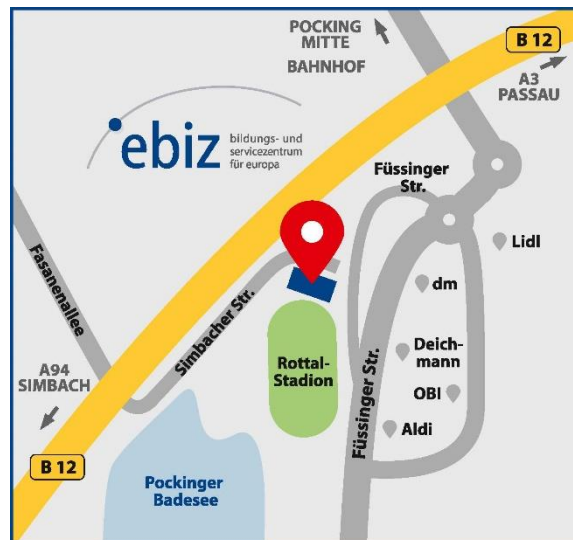 POCKING
MITTE
BAHNHOF
B 12
A3
PASSAU
ebiz
bildungs- und
servicezentrum
für europa
Füssinger
Str.
Lidl
Fasanenallee
dm
Simbacher Str.
Deich-
mann
Rottal-
Stadion
A94
SIMBACH
OBI
Füssinger Str.
Aldi
B 12
Pockinger
Badesee